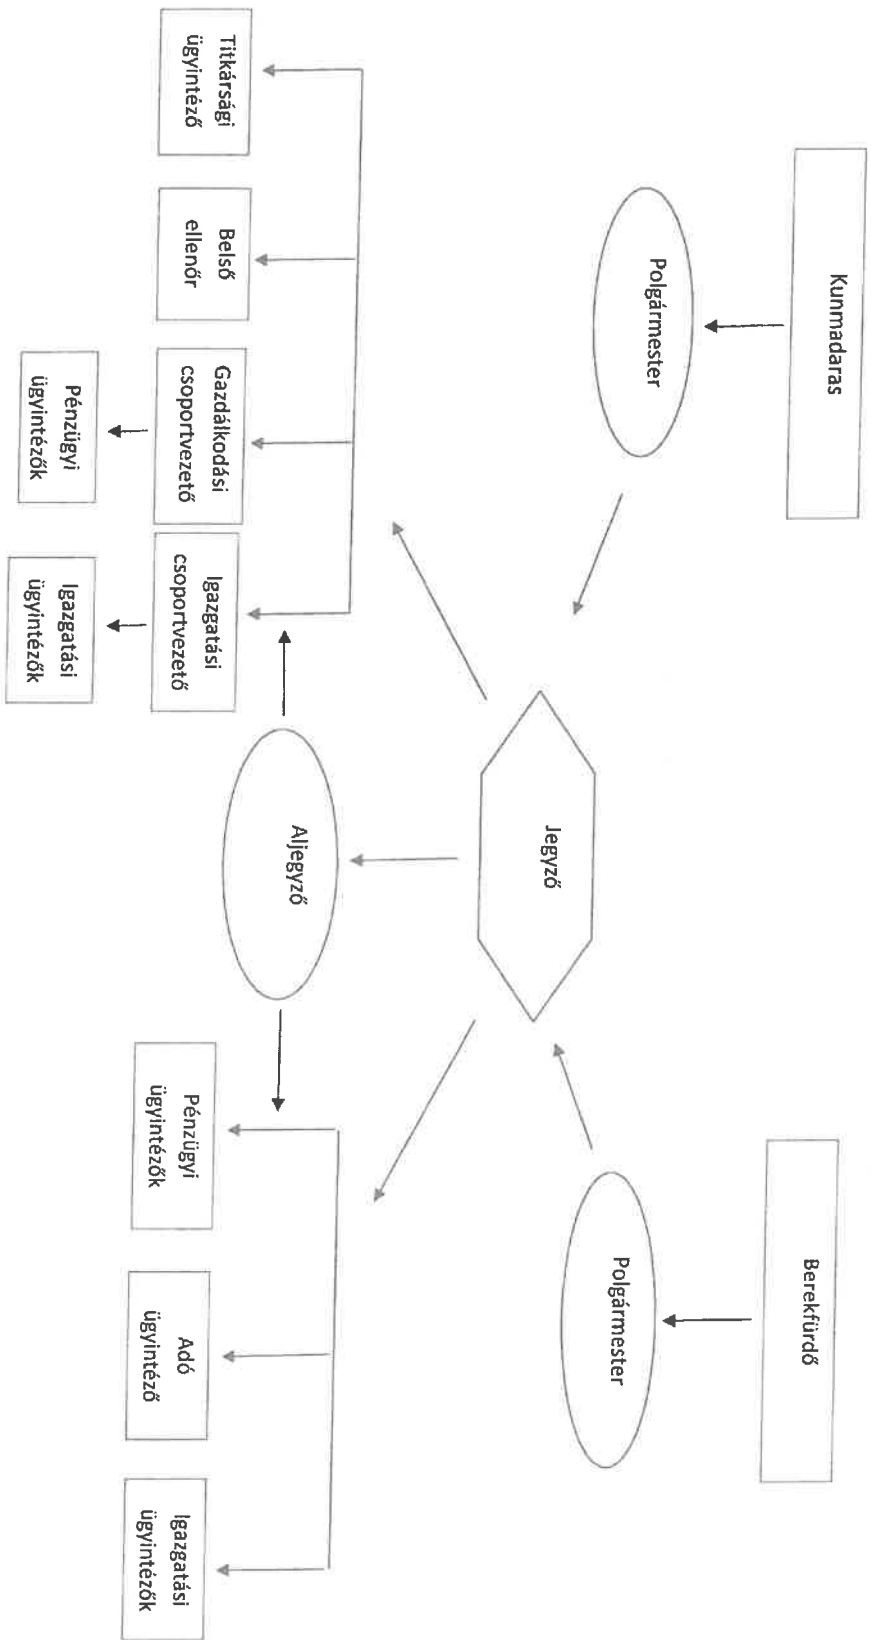 Kunmadaras
Berekfürdő
Polgármester
Polgármester
Jegyző
Aljegyző
Titkársági
ügyintéző
Belső
ellenőr
Gazdálkodási
csoportvezető
Igazgatási
csoportvezető
Pénzügyi
ügyintézők
Adó
ügyintéző
Igazgatási
ügyintézők
Pénzügyi
ügyintézők
Igazgatási
ügyintézők